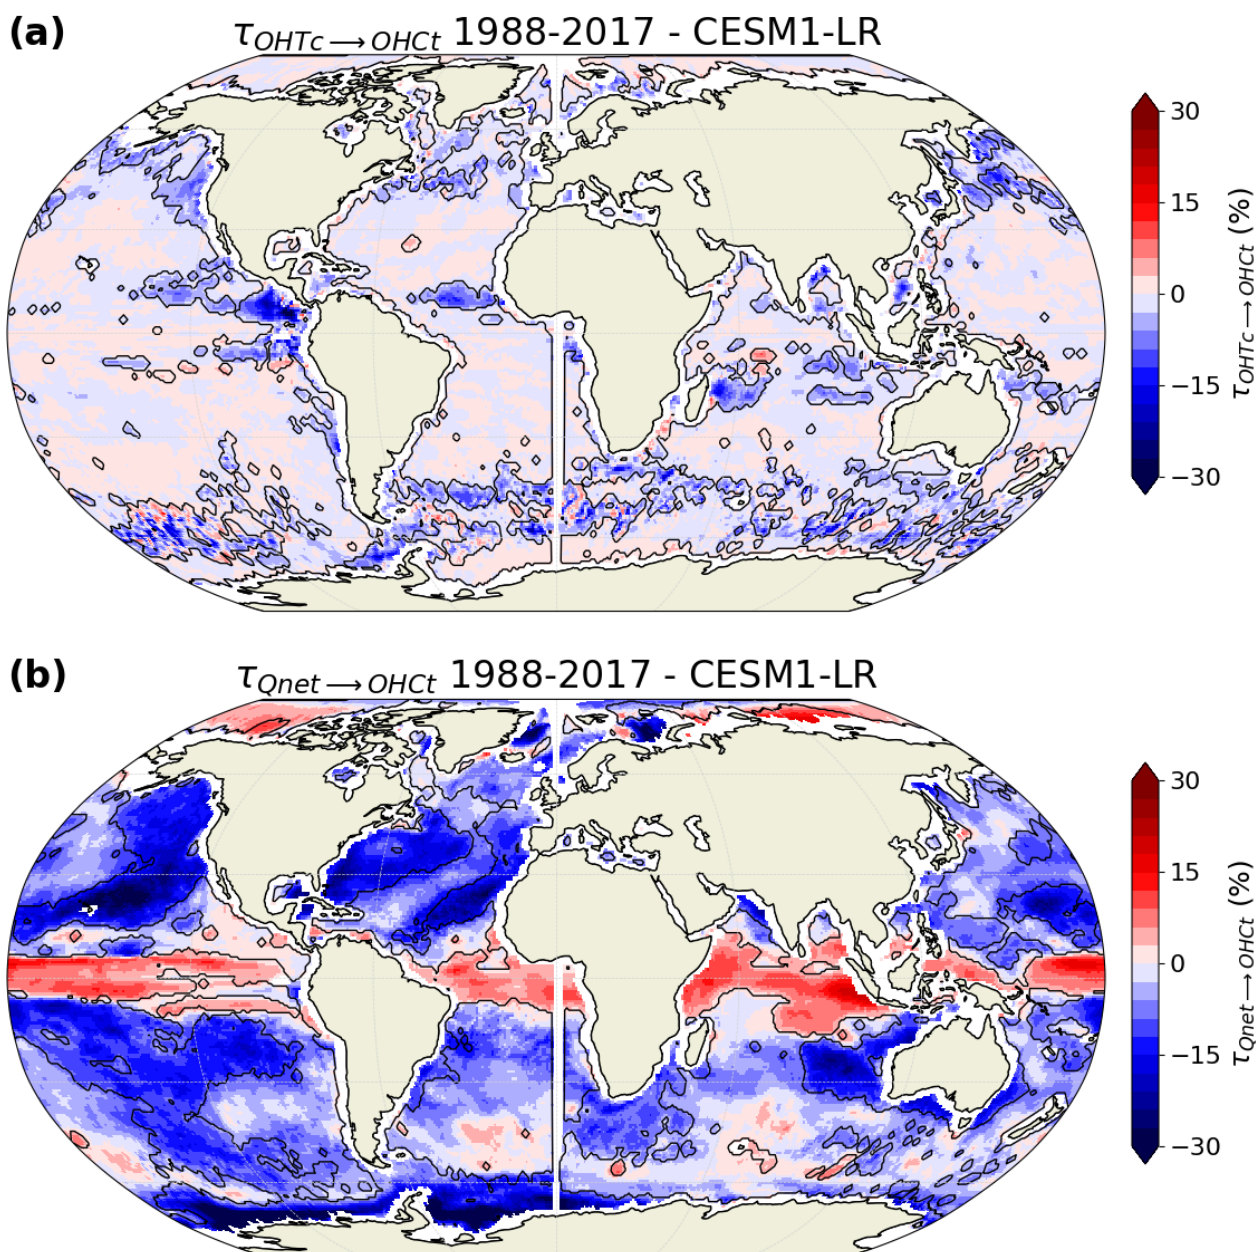 (a) τOHTc⟶OHCt 1988-2017 - CESM1-LR
30
15
0
−15
−30
τOHTc⟶OHCt (%)
(b) τQnet⟶OHCt 1988-2017 - CESM1-LR
30
15
0
−15
−30
τQnet⟶OHCt (%)